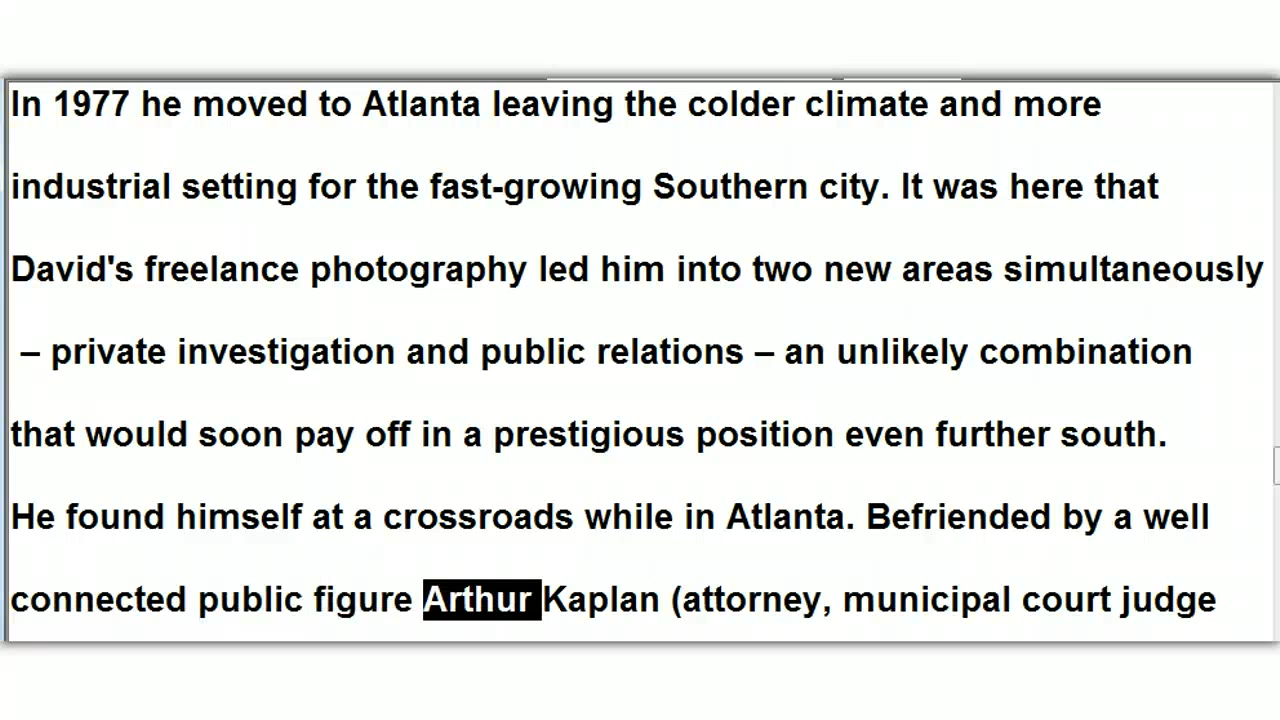 In 1977 he moved to Atlanta leaving the colder climate and more
industrial setting for the fast-growing Southern city. It was here that
David's freelance photography led him into two new areas simultaneously
– private investigation and public relations – an unlikely combination
that would soon pay off in a prestigious position even further south.
He found himself at a crossroads while in Atlanta. Befriended by a well
connected public figure Arthur Kaplan (attorney, municipal court judge